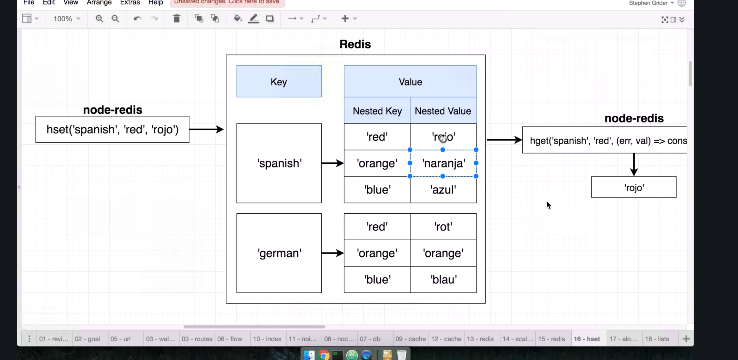 File Edit View Arrange Extras Help Unsaved changes. Click here to save. Stephen Grider
100%
Redis
Key Value
Nested Key Nested Value
node-redis
hset('spanish', 'red', 'rojo')
'spanish'
'red' 'rojo'
'orange' 'naranja'
'blue' 'azul'
node-redis
hget('spanish', 'red', (err, val) => cons
'rojo'
'german'
'red' 'rot'
'orange' 'orange'
'blue' 'blau'
01 - revi... 02 - goal 05 - url 03 - wal... 03 - routes 06 - flow 10 - index 11 - noi... 08 - noc... 07 - db 09 - cache 12 - cache 13 - redis 14 - scal... 15 - redis 16 - hset 17 - alo... 18 - lists